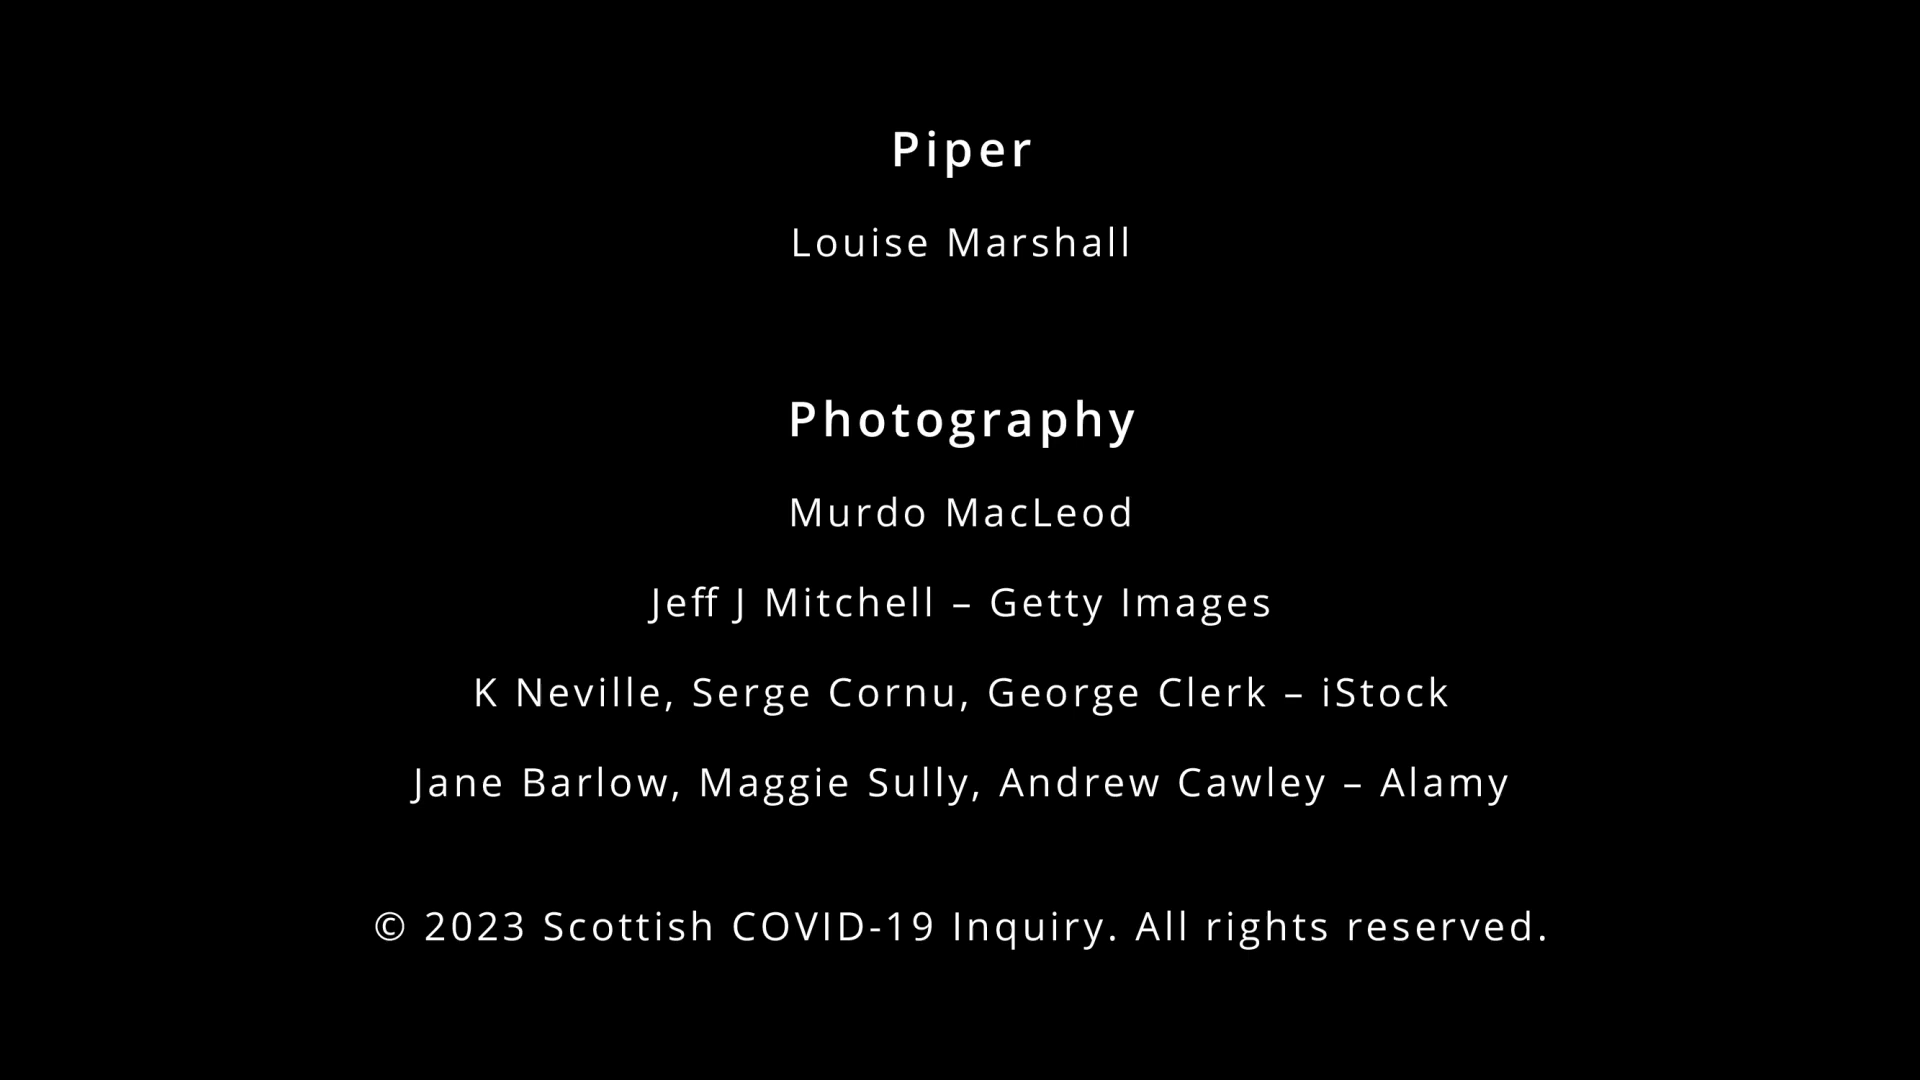 Piper
Louise Marshall
Photography
Murdo MacLeod
Jeff J Mitchell – Getty Images
K Neville, Serge Cornu, George Clerk – iStock
Jane Barlow, Maggie Sully, Andrew Cawley – Alamy
© 2023 Scottish COVID-19 Inquiry. All rights reserved.